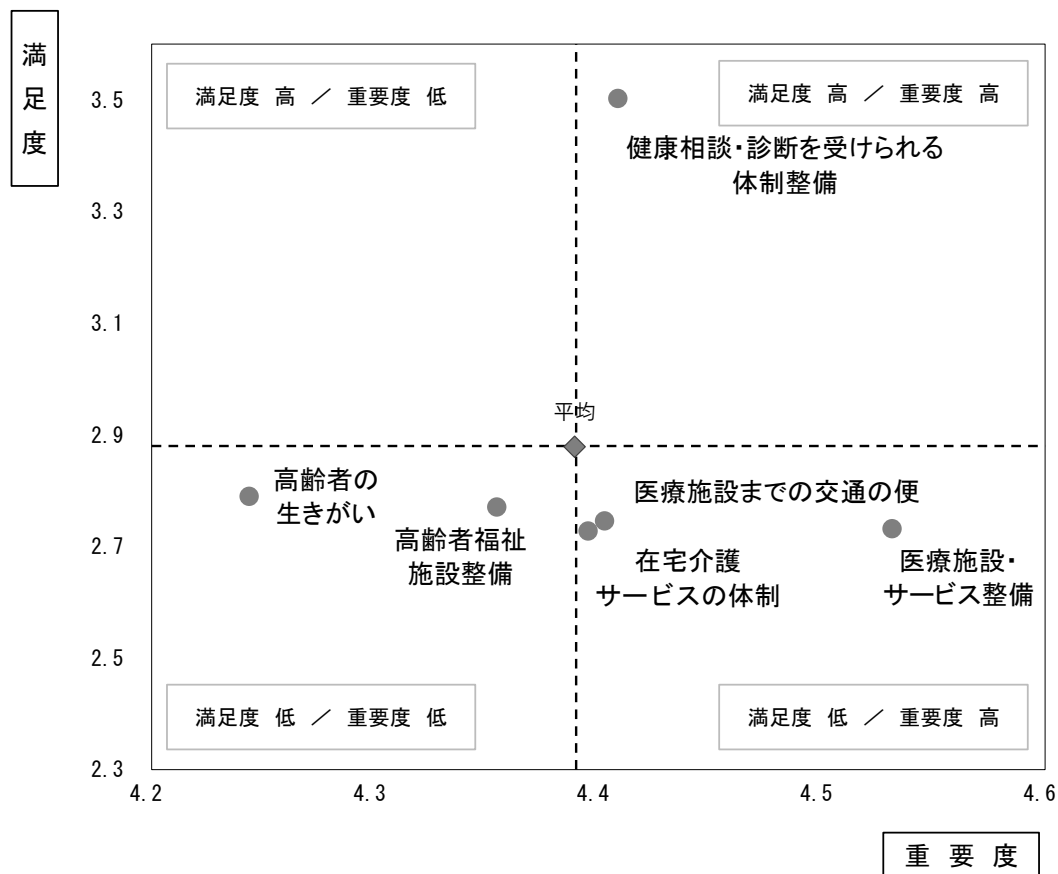 満足度
満足度 高 ／ 重要度 低
満足度 高 ／ 重要度 高
3.5
健康相談・診断を受けられる
体制整備
3.3
3.1
平均
2.9
高齢者の
生きがい
医療施設までの交通の便
高齢者福祉
施設整備
在宅介護
サービスの体制
医療施設・
サービス整備
2.7
2.5
満足度 低 ／ 重要度 低
満足度 低 ／ 重要度 高
2.3
4.2
4.3
4.4
4.5
4.6
重 要 度